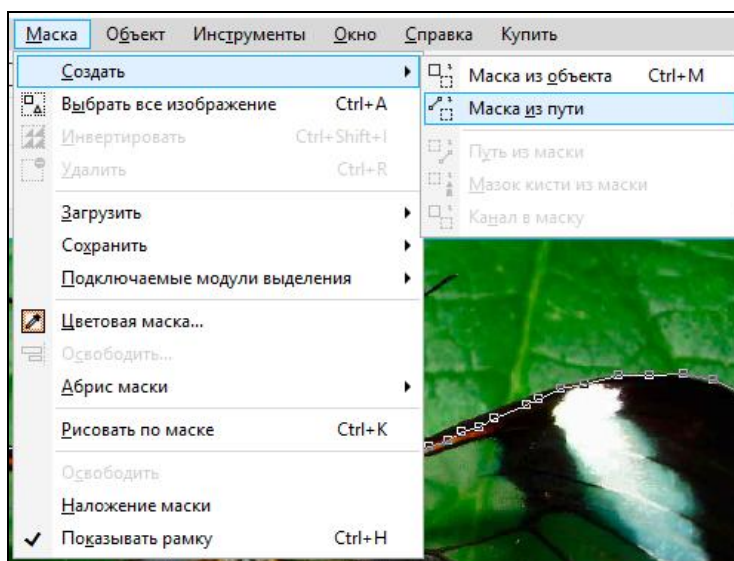 Маска Объект Инструменты Окно Справка Купить
Создать
Маска из объекта Ctrl+M
Выбрать все изображение Ctrl+A
Маска из пути
Инвертировать Ctrl+Shift+I
Удалить Ctrl+R
Путь из маски
Мазок кисти из маски
Канал в маску
Загрузить
Сохранить
Подключаемые модули выделения
Цветовая маска...
Освободить...
Абрис маски
Рисовать по маске Ctrl+K
Освободить
Наложение маски
Показывать рамку Ctrl+H